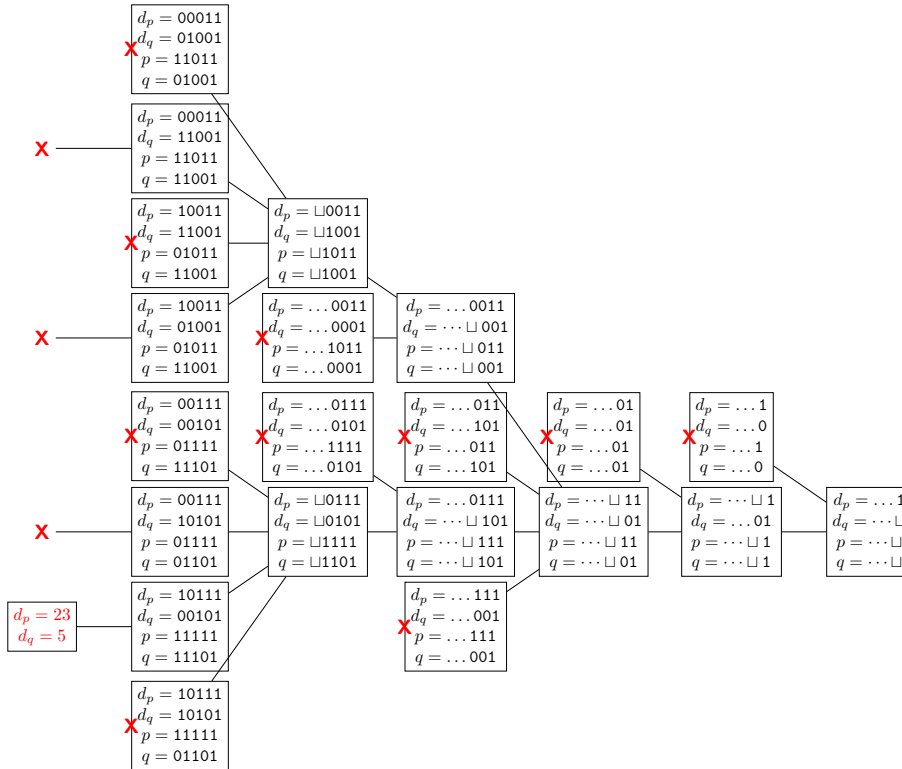 d_p = 00011
d_q = 01001
p = 11011
q = 01001
X
d_p = 00011
d_q = 11001
p = 11011
q = 11001
X
d_p = 10011
d_q = 11001
p = 01011
q = 11001
X
d_p = ⊔0011
d_q = ⊔1001
p = ⊔1011
q = ⊔1001
d_p = 10011
d_q = 01001
p = 01011
q = 11001
X
d_p = ...0011
d_q = ...0001
p = ...1011
q = ...0001
X
d_p = ...0011
d_q = ···⊔001
p = ···⊔011
q = ···⊔001
d_p = 00111
d_q = 00101
p = 01111
q = 11101
X
d_p = ...0111
d_q = ...0101
p = ...1111
q = ...0101
X
d_p = ...011
d_q = ...101
p = ...011
q = ...101
X
d_p = ...01
d_q = ...01
p = ...01
q = ...01
X
d_p = ...1
d_q = ...0
p = ...1
q = ...0
X
d_p = 00111
d_q = 10101
p = 01111
q = 01101
X
d_p = ⊔0111
d_q = ⊔0101
p = ⊔1111
q = ⊔1101
d_p = ...0111
d_q = ···⊔101
p = ···⊔111
q = ···⊔101
d_p = ···⊔11
d_q = ···⊔01
p = ···⊔11
q = ···⊔01
d_p = ···⊔1
d_q = ...01
p = ···⊔1
q = ···⊔1
d_p = ...1
d_q = ···⊔
p = ···⊔
q = ···⊔
d_p = 10111
d_q = 00101
p = 11111
q = 11101
d_p = 23
d_q = 5
d_p = ...111
d_q = ...001
p = ...111
q = ...001
X
d_p = 10111
d_q = 10101
p = 11111
q = 01101
X